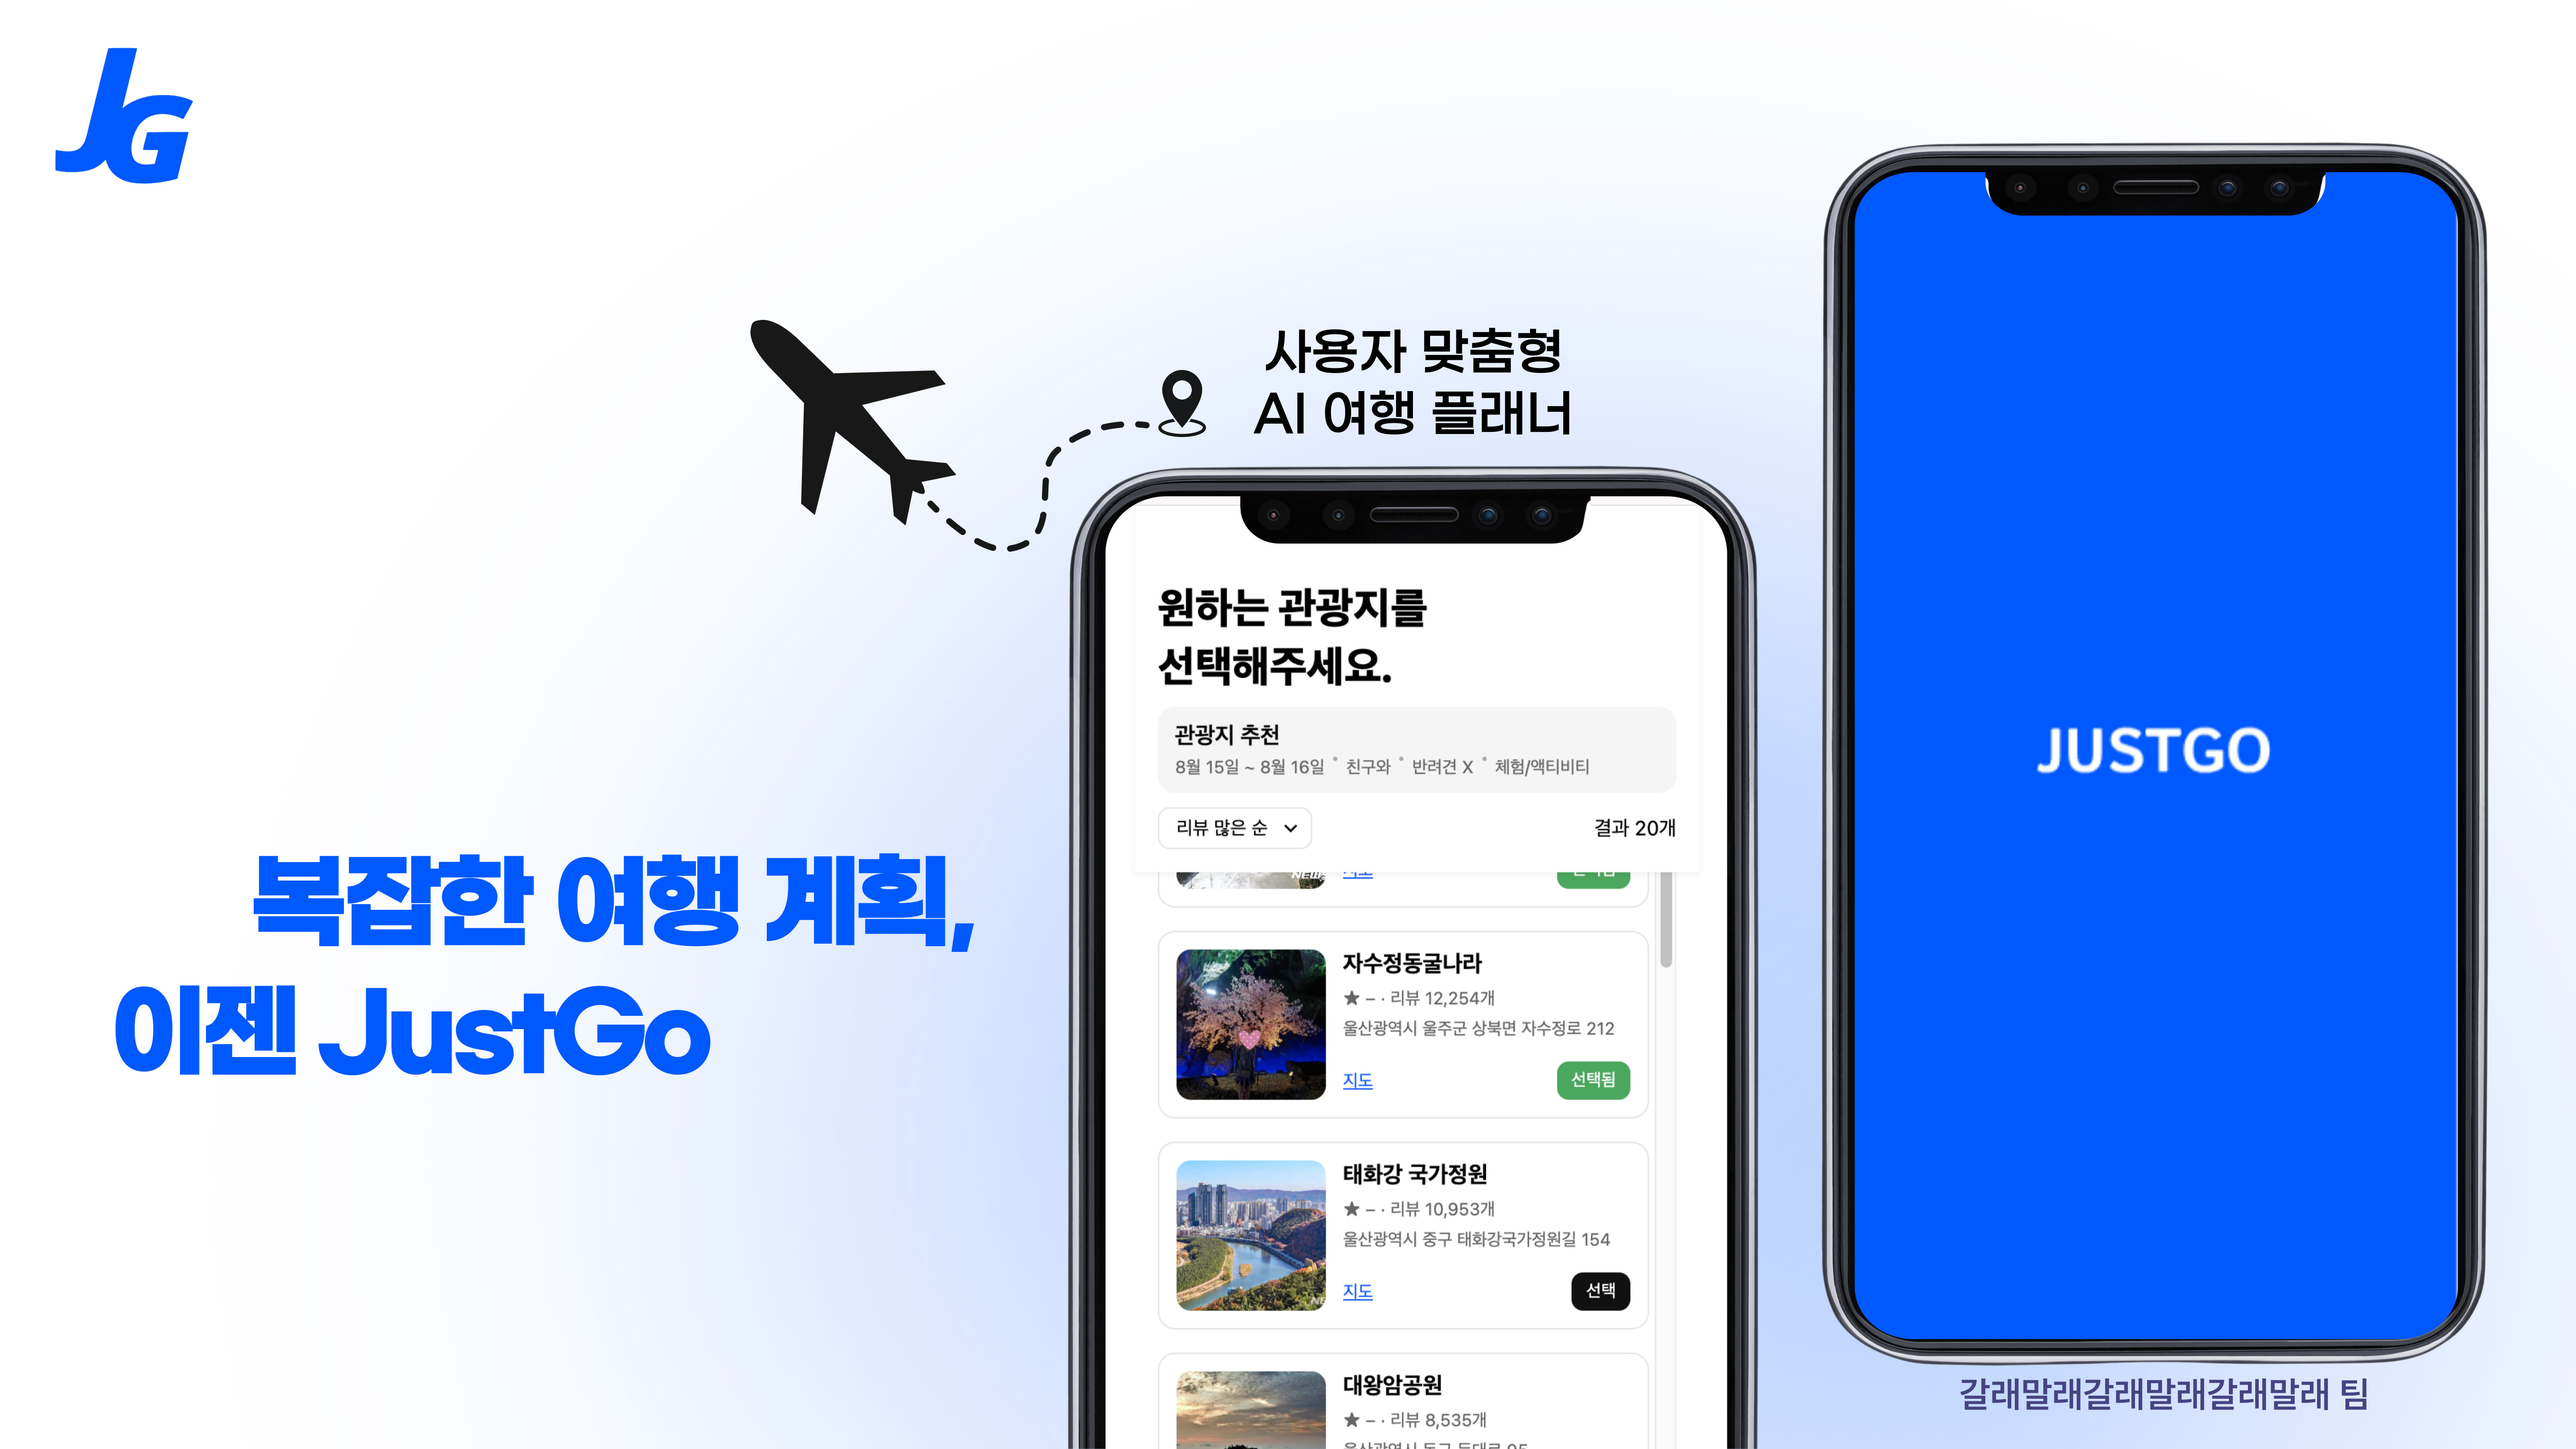 JG
사용자 맞춤형
AI 여행 플래너
복잡한 여행 계획,
이젠 JustGo
원하는 관광지를
선택해주세요.
관광지 추천
8월 15일 ~ 8월 16일 • 친구와 • 반려견 X • 체험/액티비티
리뷰 많은 순
결과 20개
자수정동굴나라
★ – · 리뷰 12,254개
울산광역시 울주군 상북면 자수정로 212
지도
선택됨
태화강 국가정원
★ – · 리뷰 10,953개
울산광역시 중구 태화강국가정원길 154
지도
선택
대왕암공원
★ – · 리뷰 8,535개
JUSTGO
갈래말래갈래말래갈래말래 팀